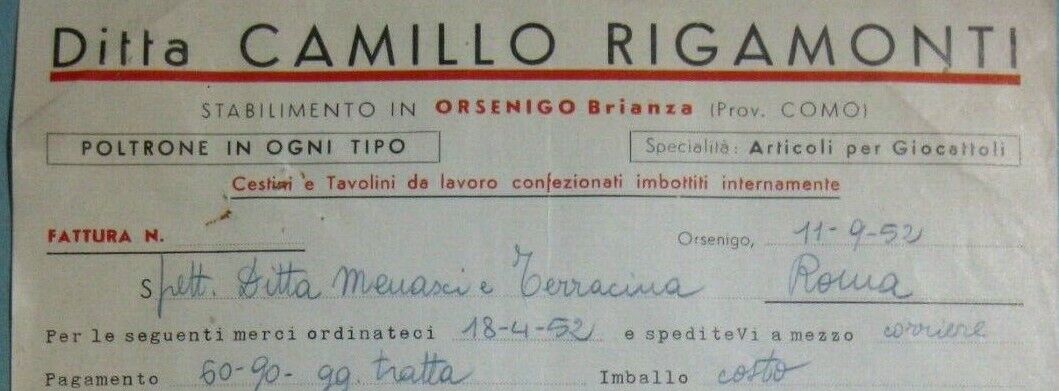 Ditta CAMILLO RIGAMONTI
STABILIMENTO IN ORSENIGO Brianza (Prov. COMO)
POLTRONE IN OGNI TIPO
Specialità: Articoli per Giocattoli
Cestini e Tavolini da lavoro confezionati imbottiti internamente
FATTURA N.
Orsenigo, 11-9-52
Spett. Ditta Menasci e Terracina Roma
Per le seguenti merci ordinateci 18-4-52 e spediteVi a mezzo corriere
Pagamento 60-90- gg. tratta Imballo costo